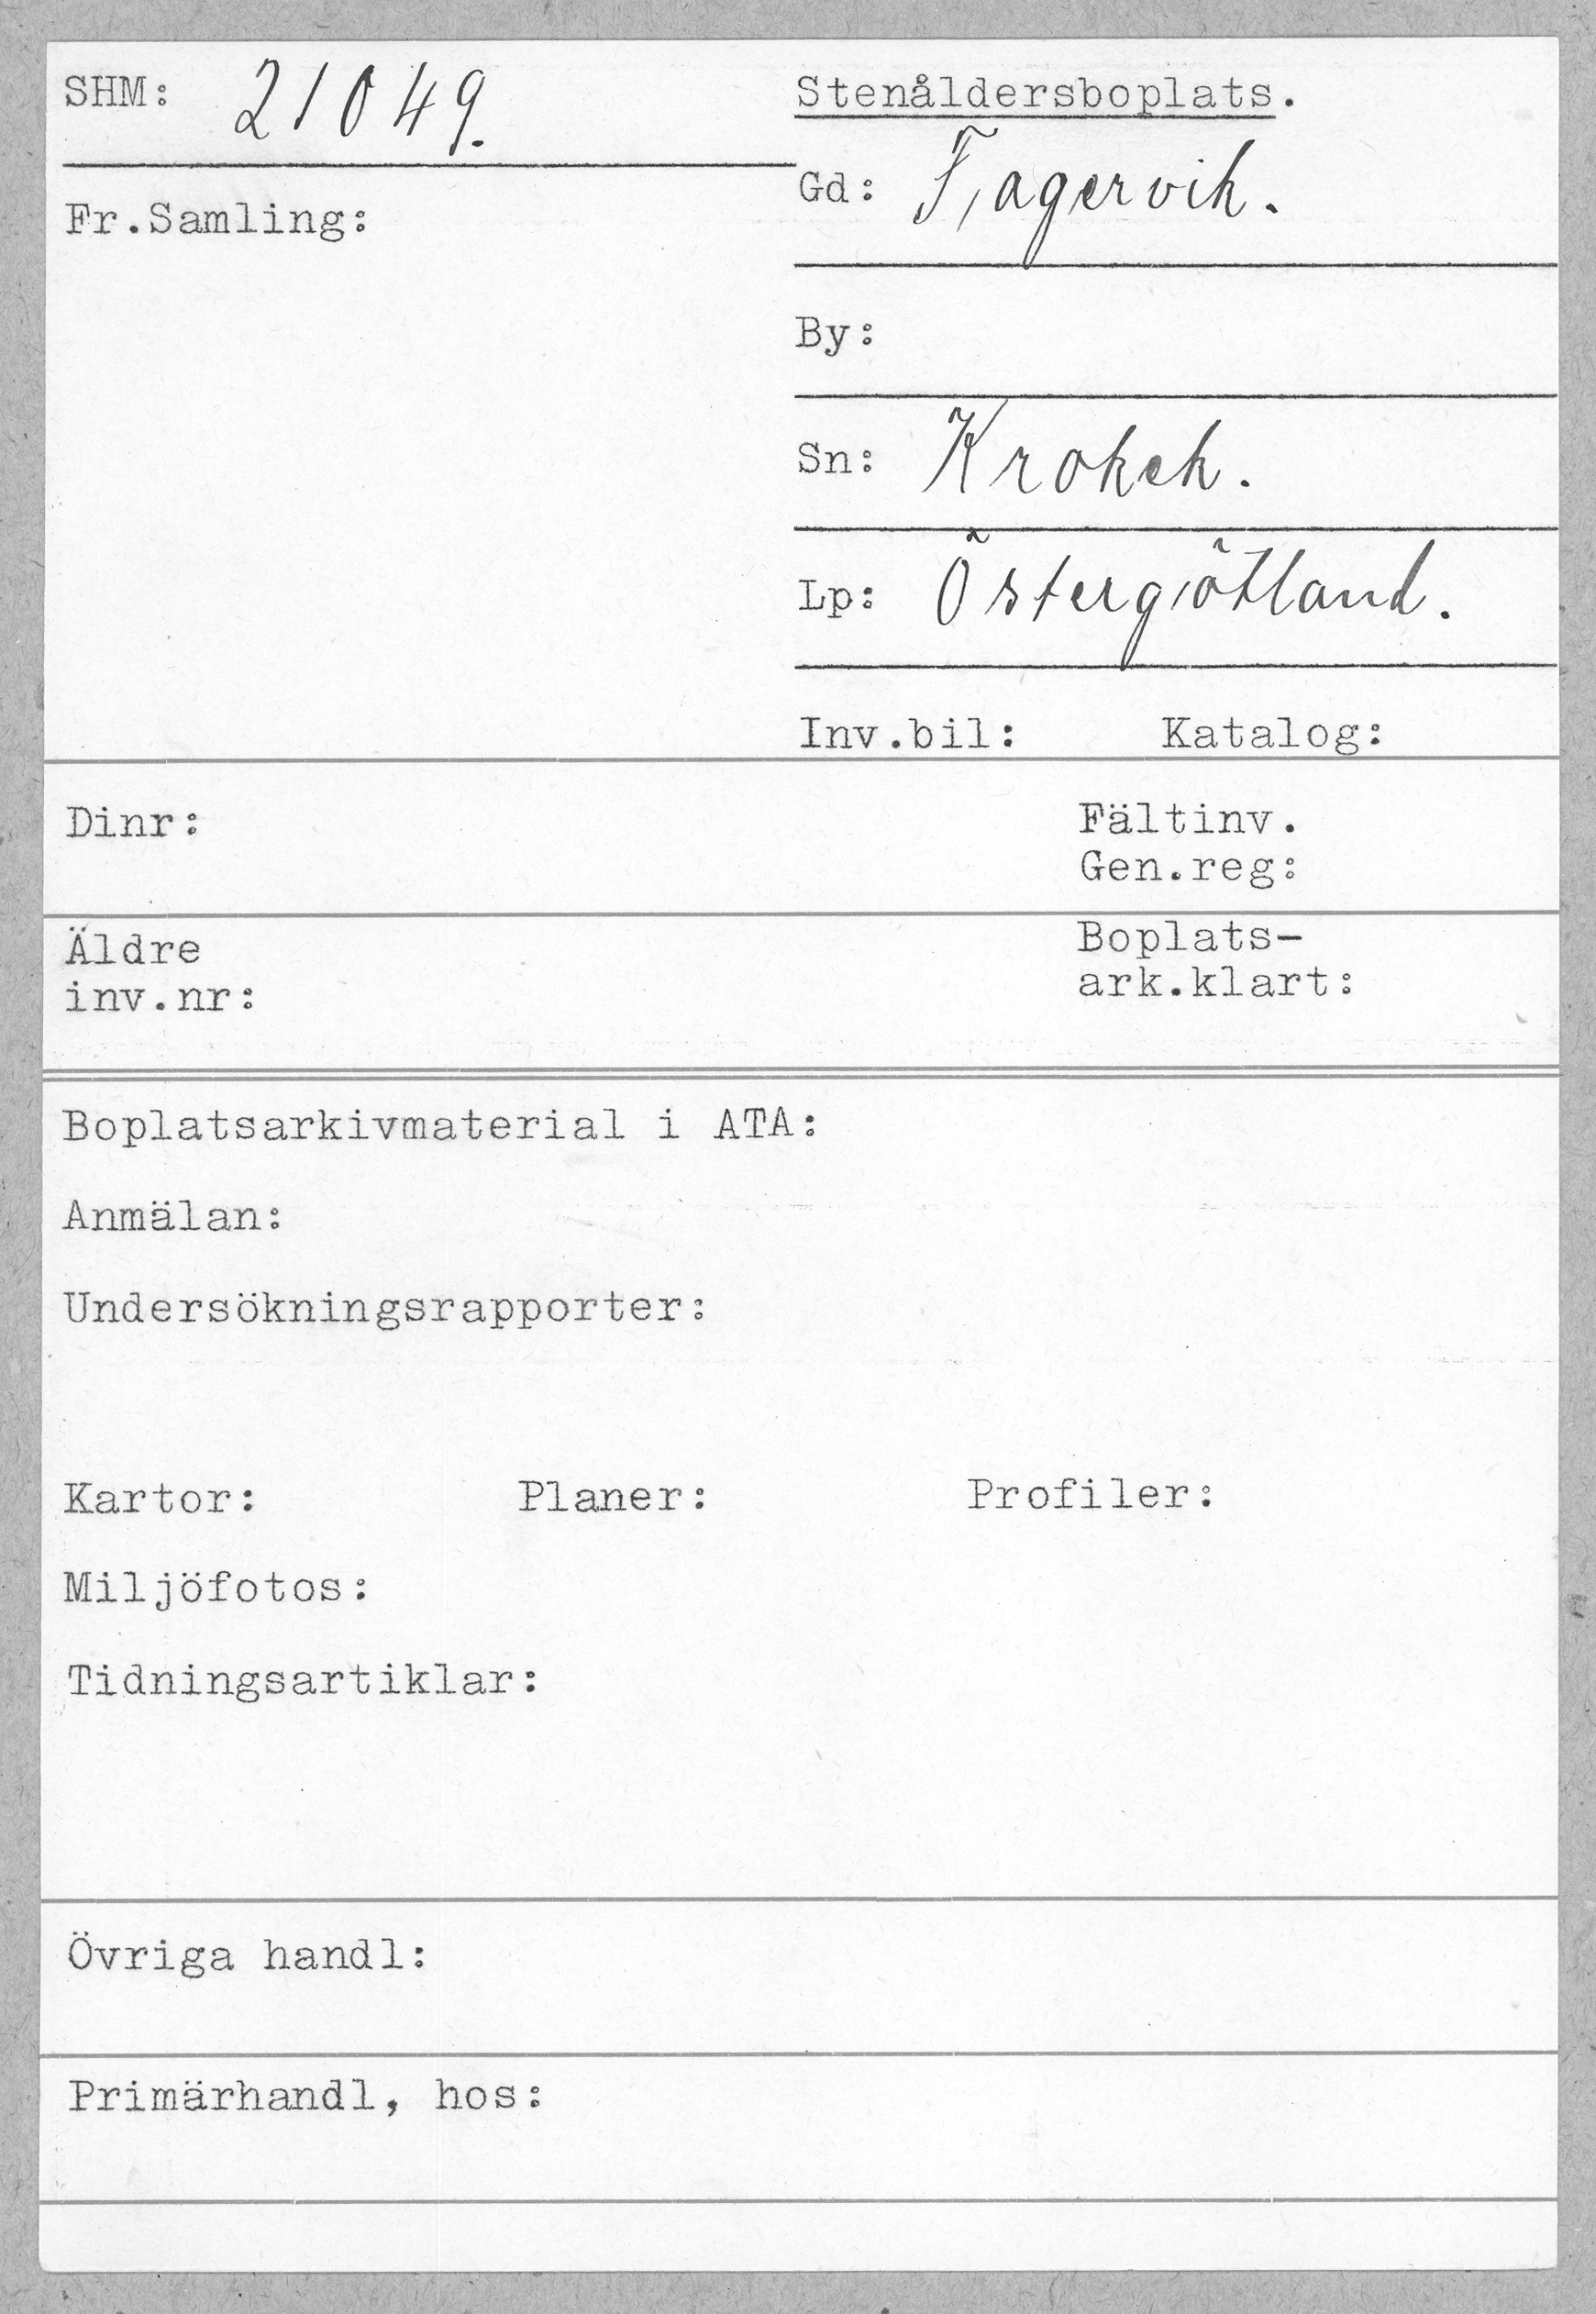 SHM: 21049.
Stenåldersboplats.
Gd: Fagervik.
Fr.Samling:
By:
Sn: Krokek.
Lp: Östergötland.
Inv.bil: Katalog:
Dinr:
Fältinv.
Gen.reg:
Äldre
inv.nr:
Boplats-
ark.klart:
Boplatsarkivmaterial i ATA:
Anmälan:
Undersökningsrapporter:
Kartor: Planer: Profiler:
Miljöfotos:
Tidningsartiklar:
Övriga handl:
Primärhandl, hos: